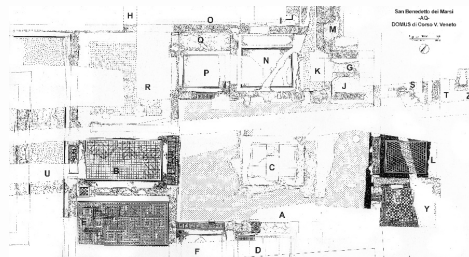 San Benedetto dei Marsi
-AQ-
DOMUS di Corso V. Veneto
H
O
I
M
Q
N
P
K
G
R
J
S
T
Z
B
C
L
U
A
Y
F
D